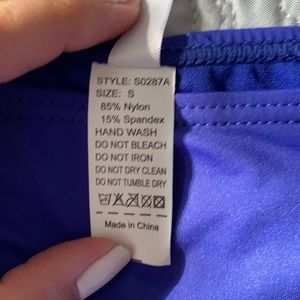 STYLE: S0287A
SIZE: S
85% Nylon
15% Spandex
HAND WASH
DO NOT BLEACH
DO NOT IRON
DO NOT DRY CLEAN
DO NOT TUMBLE DRY
Made in China